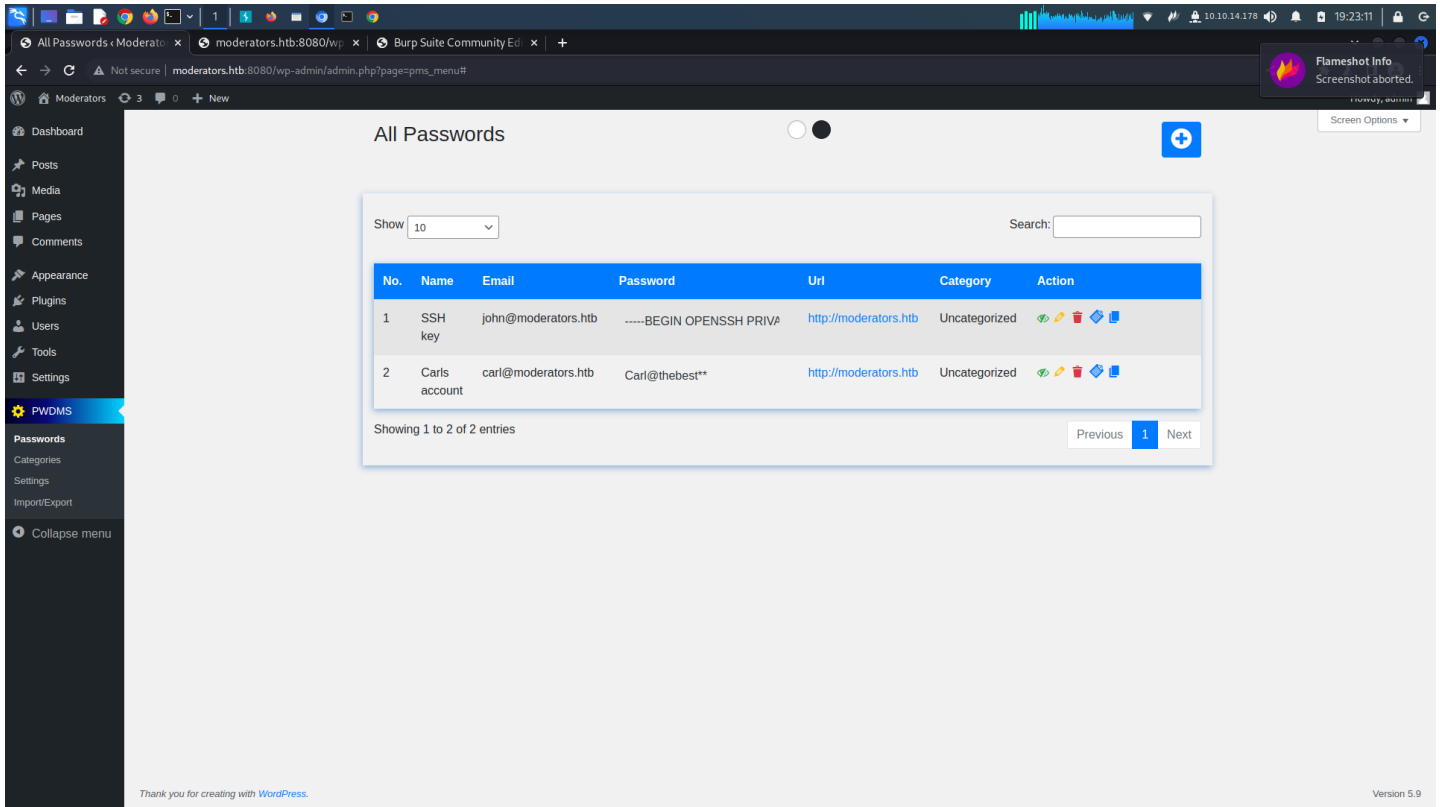 1
10.10.14.178
19:23:11
All Passwords ‹ Moderato
moderators.htb:8080/wp
Burp Suite Community Edi
Not secure | moderators.htb:8080/wp-admin/admin.php?page=pms_menu#
Flameshot Info
Screenshot aborted.
Moderators
3
0
New
Howdy, admin
Dashboard
Posts
Media
Pages
Comments
Appearance
Plugins
Users
Tools
Settings
PWDMS
Passwords
Categories
Settings
Import/Export
Collapse menu
Screen Options
All Passwords
Show 10
Search:
No. Name Email Password Url Category Action
1 SSH john@moderators.htb -----BEGIN OPENSSH PRIVA http://moderators.htb Uncategorized
key
2 Carls carl@moderators.htb Carl@thebest** http://moderators.htb Uncategorized
account
Showing 1 to 2 of 2 entries
Previous 1 Next
Thank you for creating with WordPress.
Version 5.9